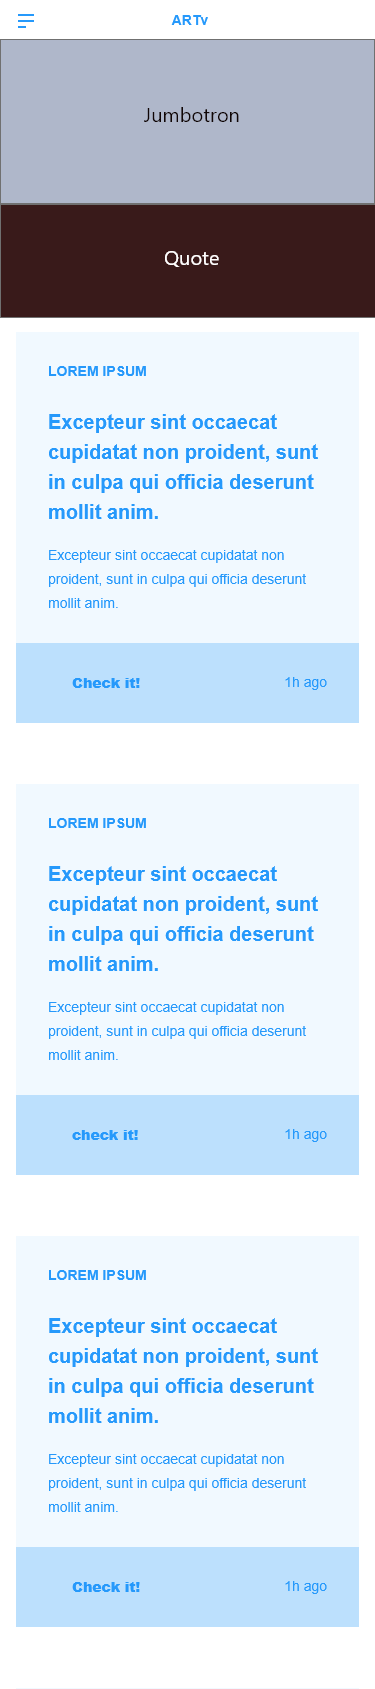 ARTv
Jumbotron
Quote
LOREM IPSUM
Excepteur sint occaecat
cupidatat non proident, sunt
in culpa qui officia deserunt
mollit anim.
Excepteur sint occaecat cupidatat non
proident, sunt in culpa qui officia deserunt
mollit anim.
Check it! 1h ago
LOREM IPSUM
Excepteur sint occaecat
cupidatat non proident, sunt
in culpa qui officia deserunt
mollit anim.
Excepteur sint occaecat cupidatat non
proident, sunt in culpa qui officia deserunt
mollit anim.
check it! 1h ago
LOREM IPSUM
Excepteur sint occaecat
cupidatat non proident, sunt
in culpa qui officia deserunt
mollit anim.
Excepteur sint occaecat cupidatat non
proident, sunt in culpa qui officia deserunt
mollit anim.
Check it! 1h ago